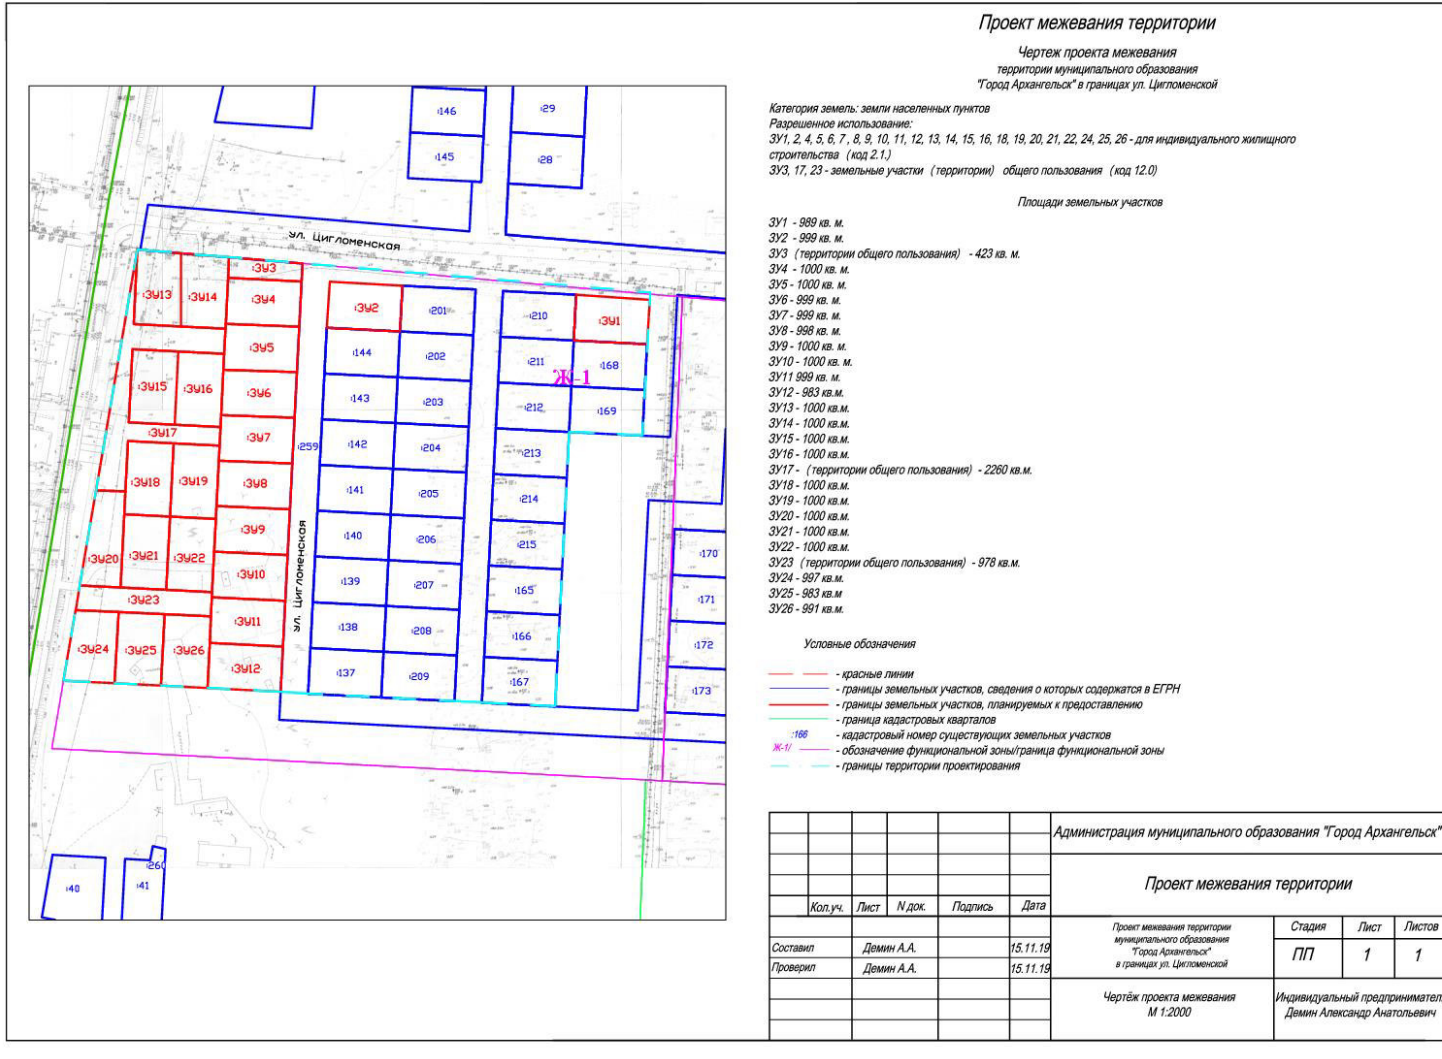 Проект межевания территории
Чертеж проекта межевания
территории муниципального образования
"Город Архангельск" в границах ул. Цигломенской
Категория земель: земли населенных пунктов
Разрешенное использование:
ЗУ1, 2, 4, 5, 6, 7, 8, 9, 10, 11, 12, 13, 14, 15, 16, 18, 19, 20, 21, 22, 24, 25, 26 - для индивидуального жилищного
строительства (код 2.1.)
ЗУ3, 17, 23 - земельные участки (территории) общего пользования (код 12.0)
Площади земельных участков
ЗУ1 - 989 кв. м.
ЗУ2 - 999 кв. м.
ЗУ3 (территории общего пользования) - 423 кв. м.
ЗУ4 - 1000 кв. м.
ЗУ5 - 1000 кв. м.
ЗУ6 - 999 кв. м.
ЗУ7 - 999 кв. м.
ЗУ8 - 998 кв. м.
ЗУ9 - 1000 кв. м.
ЗУ10 - 1000 кв. м.
ЗУ11 999 кв. м.
ЗУ12 - 983 кв. м.
ЗУ13 - 1000 кв.м.
ЗУ14 - 1000 кв.м.
ЗУ15 - 1000 кв.м.
ЗУ16 - 1000 кв.м.
ЗУ17 - (территории общего пользования) - 2260 кв.м.
ЗУ18 - 1000 кв.м.
ЗУ19 - 1000 кв.м.
ЗУ20 - 1000 кв.м.
ЗУ21 - 1000 кв.м.
ЗУ22 - 1000 кв.м.
ЗУ23 (территории общего пользования) - 978 кв.м.
ЗУ24 - 997 кв.м.
ЗУ25 - 983 кв.м
ЗУ26 - 991 кв.м.
Условные обозначения
- красные линии
- границы земельных участков, сведения о которых содержатся в ЕГРН
- границы земельных участков, планируемых к предоставлению
- граница кадастровых кварталов
:166 - кадастровый номер существующих земельных участков
Ж-1/ - обозначение функциональной зоны/граница функциональной зоны
- границы территории проектирования
:146 :29
:145 :28
ул. Цигломенская
:ЗУ3
:ЗУ13 :ЗУ14 :ЗУ4 :ЗУ2 :201 :210 :ЗУ1
:ЗУ5 :144 :202 :211 :168
Ж-1
:ЗУ15 :ЗУ16 :ЗУ6 :143 :203 :212 :169
:ЗУ17 :ЗУ7 :259 :142 :204 :213
:ЗУ18 :ЗУ19 :ЗУ8 :141 :205 :214
:ЗУ20 :ЗУ21 :ЗУ22 :ЗУ9 :140 :206 :215 :170
ул. Цигломенская
:ЗУ23 :ЗУ10 :139 :207 :165 :171
:ЗУ24 :ЗУ25 :ЗУ26 :ЗУ11 :138 :208 :166 :172
:ЗУ12 :137 :209 :167 :173
:40 :41 :260
Администрация муниципального образования "Город Архангельск"
Проект межевания территории
Кол.уч. Лист N док. Подпись Дата
Составил Демин А.А. 15.11.19
Проверил Демин А.А. 15.11.19
Проект межевания территории
муниципального образования
"Город Архангельск"
в границах ул. Цигломенской
Стадия Лист Листов
ПП 1 1
Чертёж проекта межевания
М 1:2000
Индивидуальный предприниматель
Демин Александр Анатольевич